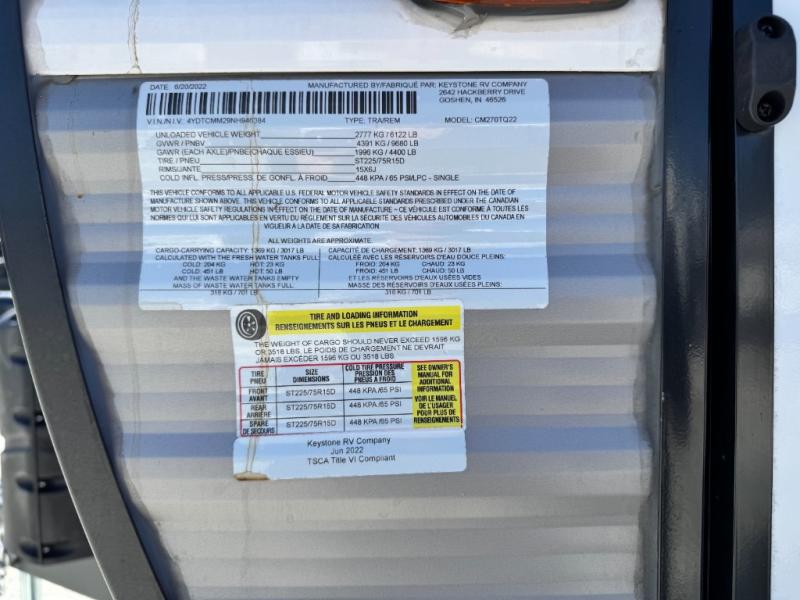 DATE: 6/20/2022 MANUFACTURED BY/FABRIQUÉ PAR: KEYSTONE RV COMPANY
2642 HACKBERRY DRIVE
GOSHEN, IN 46526
V.I.N./N.I.V.: 4YDTCMM29NH946384 TYPE: TRA/REM MODEL: CM270TQ22
UNLOADED VEHICLE WEIGHT 2777 KG / 6122 LB
GVWR / PNBV 4391 KG / 9680 LB
GAWR (EACH AXLE)/PNBE(CHAQUE ESSIEU) 1996 KG / 4400 LB
TIRE / PNEU ST225/75R15D
RIM/JANTE 15X6J
COLD INFL. PRESS/PRESS. DE GONFL. À FROID 448 KPA / 65 PSI/LPC - SINGLE
THIS VEHICLE CONFORMS TO ALL APPLICABLE U.S. FEDERAL MOTOR VEHICLE SAFETY STANDARDS IN EFFECT ON THE DATE OF
MANUFACTURE SHOWN ABOVE. THIS VEHICLE CONFORMS TO ALL APPLICABLE STANDARDS PRESCRIBED UNDER THE CANADIAN
MOTOR VEHICLE SAFETY REGULATIONS IN EFFECT ON THE DATE OF MANUFACTURE ~ CE VÉHICULE EST CONFORME À TOUTES LES
NORMES QUI LUI SONT APPLICABLES EN VERTU DU RÈGLEMENT SUR LA SÉCURITÉ DES VÉHICULES AUTOMOBILES DU CANADA EN
VIGUEUR À LA DATE DE SA FABRICATION
ALL WEIGHTS ARE APPROXIMATE.
CARGO-CARRYING CAPACITY: 1369 KG / 3017 LB CAPACITÉ DE CHARGEMENT: 1369 KG / 3017 LB
CALCULATED WITH THE FRESH WATER TANKS FULL: CALCULÉE AVEC LES RÉSERVOIRS D'EAU DOUCE PLEINS:
COLD: 204 KG HOT: 23 KG FROID: 204 KG CHAUD: 23 KG
COLD: 451 LB HOT: 50 LB FROID: 451 LB CHAUD: 50 LB
AND THE WASTE WATER TANKS EMPTY ET LES RÉSERVOIRS D'EAUX USÉES VIDES
MASS OF WASTE WATER TANKS FULL: MASSE DES RÉSERVOIRS D'EAUX USÉES PLEINS:
318 KG / 701 LB 318 KG / 701 LB
TIRE AND LOADING INFORMATION
RENSEIGNEMENTS SUR LES PNEUS ET LE CHARGEMENT
THE WEIGHT OF CARGO SHOULD NEVER EXCEED 1596 KG
OR 3518 LBS. LE POIDS DE CHARGEMENT NE DEVRAIT
JAMAIS EXCÉDER 1596 KG OU 3518 LBS.
TIRE
PNEU
SIZE
DIMENSIONS
COLD TIRE PRESSURE
PRESSION DES
PNEUS A FROID
FRONT
AVANT
ST225/75R15D 448 KPA /65 PSI
REAR
ARRIÈRE
ST225/75R15D 448 KPA /65 PSI
SPARE
DE SECOURS
ST225/75R15D 448 KPA /65 PSI
SEE OWNER'S
MANUAL FOR
ADDITIONAL
INFORMATION
VOIR LE MANUEL
DE L'USAGER
POUR PLUS DE
RENSEIGNEMENTS
Keystone RV Company
Jun 2022
TSCA Title VI Compliant